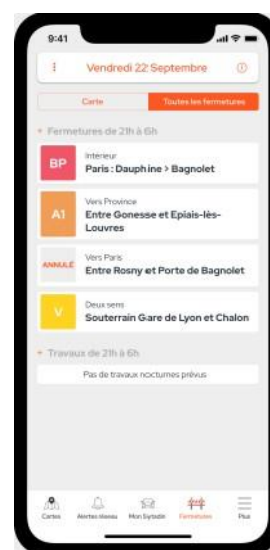 9:41
Vendredi 22 Septembre
Carte Toutes les fermetures
Fermetures de 21h à 6h
BP
Intérieur
Paris : Dauphine > Bagnolet
A1
Vers Province
Entre Gonesse et Epiais-lès-
Louvres
ANNULÉ
Vers Paris
Entre Rosny et Porte de Bagnolet
V
Deux sens
Souterrain Gare de Lyon et Chalon
Travaux de 21h à 6h
Pas de travaux nocturnes prévus
Cartes Alertes réseau Mon Sytadin Fermetures Plus